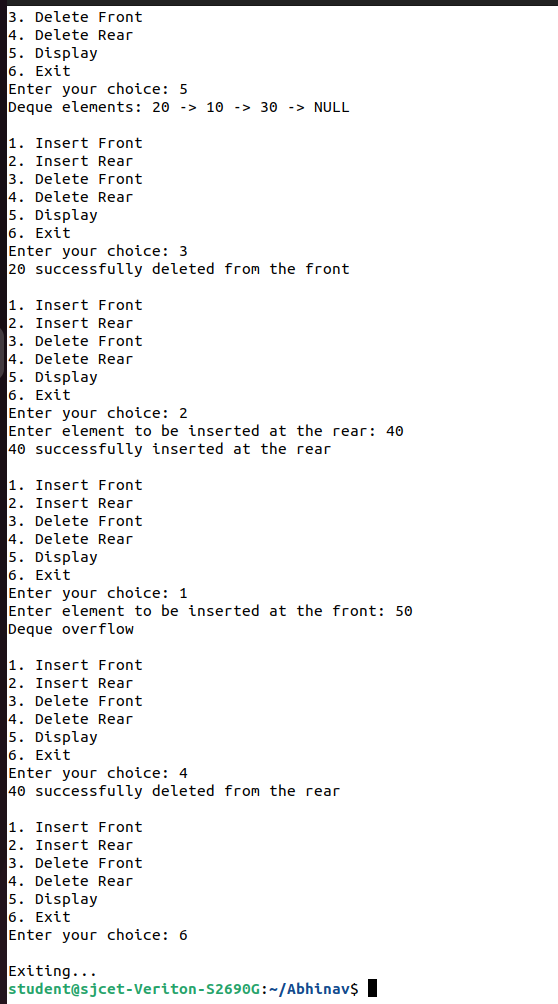 3. Delete Front
4. Delete Rear
5. Display
6. Exit
Enter your choice: 5
Deque elements: 20 -> 10 -> 30 -> NULL

1. Insert Front
2. Insert Rear
3. Delete Front
4. Delete Rear
5. Display
6. Exit
Enter your choice: 3
20 successfully deleted from the front

1. Insert Front
2. Insert Rear
3. Delete Front
4. Delete Rear
5. Display
6. Exit
Enter your choice: 2
Enter element to be inserted at the rear: 40
40 successfully inserted at the rear

1. Insert Front
2. Insert Rear
3. Delete Front
4. Delete Rear
5. Display
6. Exit
Enter your choice: 1
Enter element to be inserted at the front: 50
Deque overflow

1. Insert Front
2. Insert Rear
3. Delete Front
4. Delete Rear
5. Display
6. Exit
Enter your choice: 4
40 successfully deleted from the rear

1. Insert Front
2. Insert Rear
3. Delete Front
4. Delete Rear
5. Display
6. Exit
Enter your choice: 6

Exiting...
student@sjcet-Veriton-S2690G:~/Abhinav$